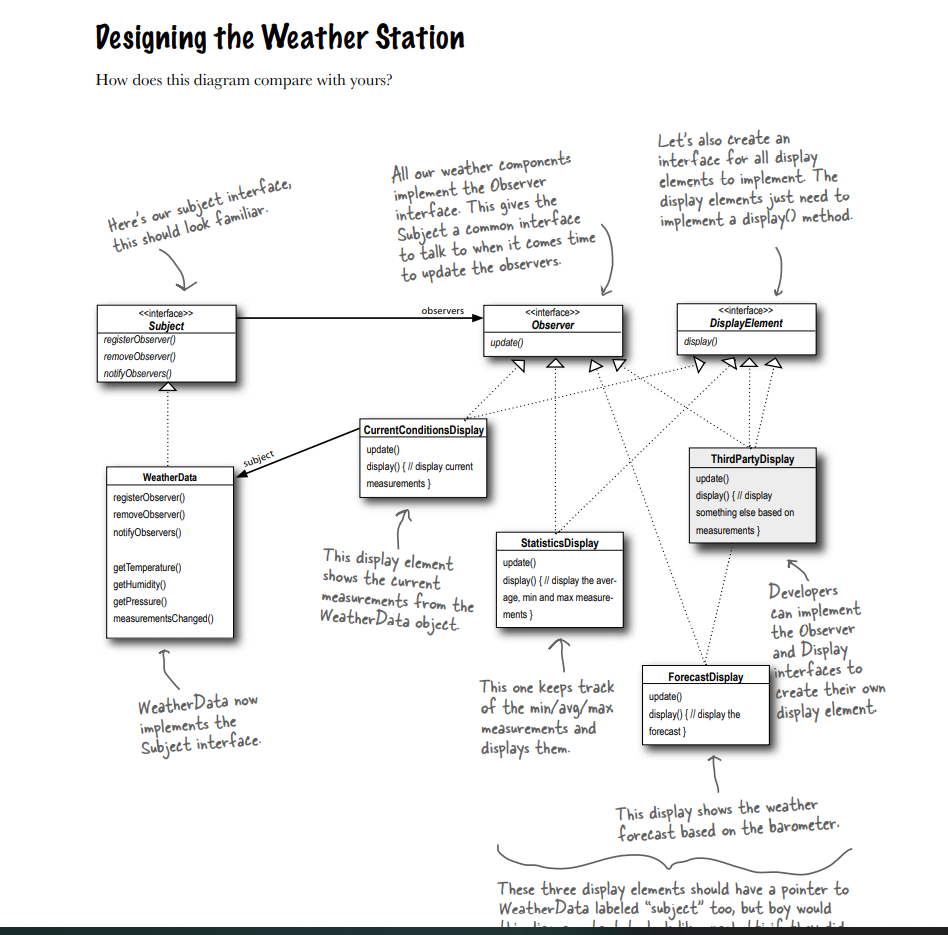 Designing the Weather Station
How does this diagram compare with yours?
Here's our subject interface,
this should look familiar.
All our weather components
implement the Observer
interface. This gives the
Subject a common interface
to talk to when it comes time
to update the observers.
Let's also create an
interface for all display
elements to implement. The
display elements just need to
implement a display() method.
<<interface>>
Subject
registerObserver()
removeObserver()
notifyObservers()
observers
<<interface>>
Observer
update()
<<interface>>
DisplayElement
display()
subject
CurrentConditionsDisplay
update()
display() { // display current
measurements }
ThirdPartyDisplay
update()
display() { // display
something else based on
measurements }
WeatherData
registerObserver()
removeObserver()
notifyObservers()
getTemperature()
getHumidity()
getPressure()
measurementsChanged()
StatisticsDisplay
update()
display() { // display the aver-
age, min and max measure-
ments }
This display element
shows the current
measurements from the
WeatherData object.
Developers
can implement
the Observer
and Display
interfaces to
create their own
display element.
ForecastDisplay
update()
display() { // display the
forecast }
WeatherData now
implements the
Subject interface.
This one keeps track
of the min/avg/max
measurements and
displays them.
This display shows the weather
forecast based on the barometer.
These three display elements should have a pointer to
WeatherData labeled "subject" too, but boy would